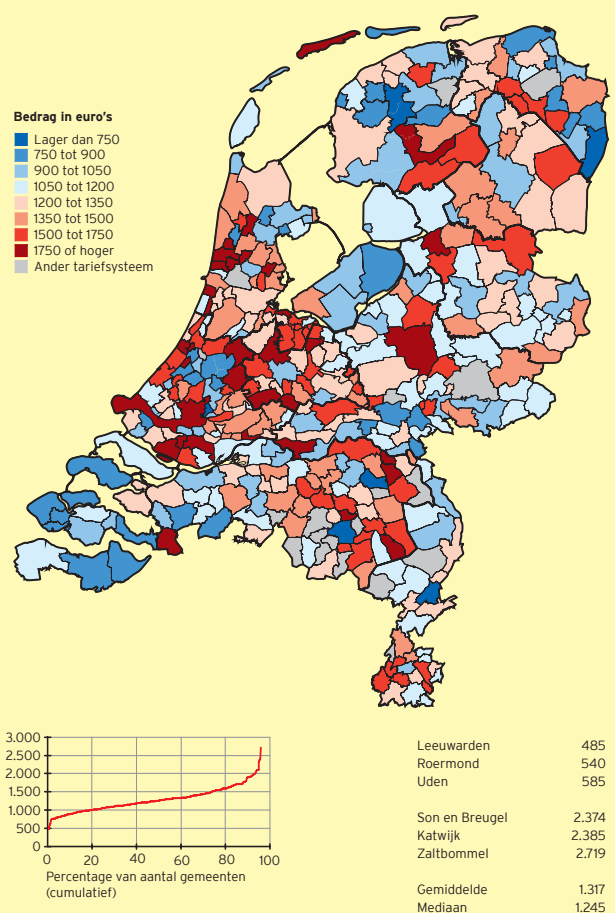 Bedrag in euro's
Lager dan 750
750 tot 900
900 tot 1050
1050 tot 1200
1200 tot 1350
1350 tot 1500
1500 tot 1750
1750 of hoger
Ander tariefsysteem
3.000
2.500
2.000
1.500
1.000
500
0
0 20 40 60 80 100
Percentage van aantal gemeenten
(cumulatief)
Leeuwarden 485
Roermond 540
Uden 585
Son en Breugel 2.374
Katwijk 2.385
Zaltbommel 2.719
Gemiddelde 1.317
Mediaan 1.245